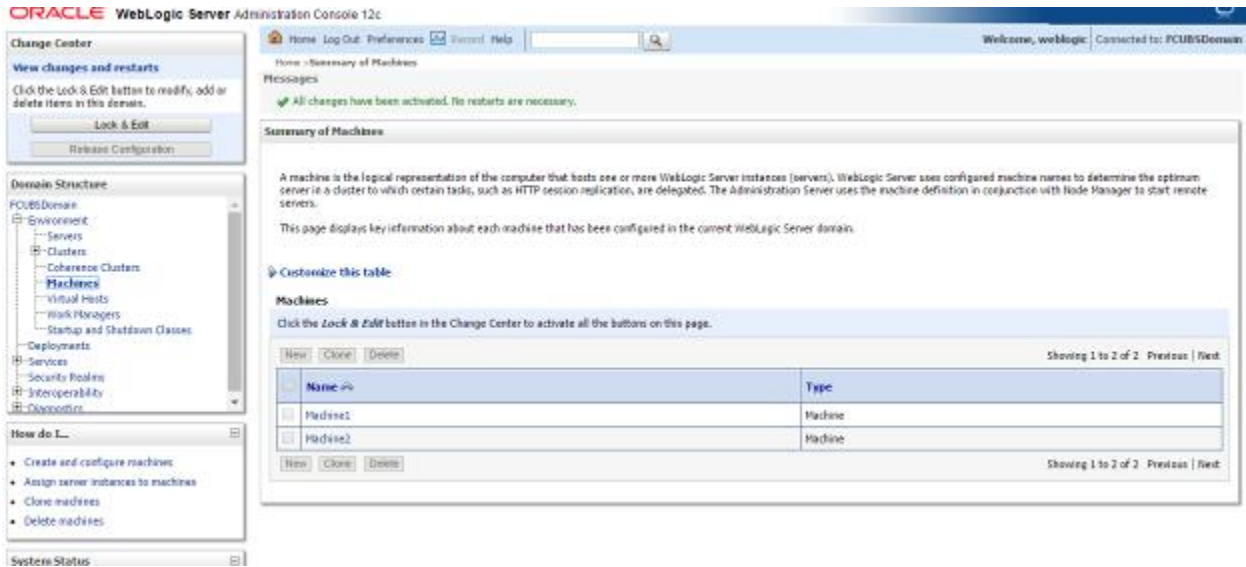 ORACLE WebLogic Server Administration Console 12c
Change Center
View changes and restarts
Click the Lock & Edit button to modify, add or
delete items in this domain.
Lock & Edit
Release Configuration
Domain Structure
FCUBSDomain
Environment
Servers
Clusters
Coherence Clusters
Machines
Virtual Hosts
Work Managers
Startup and Shutdown Classes
Deployments
Services
Security Realms
Interoperability
Diagnostics
How do I...
Create and configure machines
Assign server instances to machines
Clone machines
Delete machines
System Status
Home Log Out Preferences Record Help
Welcome, weblogic Connected to: FCUBSDomain
Home >Summary of Machines
Messages
All changes have been activated. No restarts are necessary.
Summary of Machines
A machine is the logical representation of the computer that hosts one or more WebLogic Server instances (servers). WebLogic Server uses configured machine names to determine the optimum
server in a cluster to which certain tasks, such as HTTP session replication, are delegated. The Administration Server uses the machine definition in conjunction with Node Manager to start remote
servers.
This page displays key information about each machine that has been configured in the current WebLogic Server domain.
Customize this table
Machines
Click the Lock & Edit button in the Change Center to activate all the buttons on this page.
New Clone Delete Showing 1 to 2 of 2 Previous | Next
Name Type
Machine1 Machine
Machine2 Machine
New Clone Delete Showing 1 to 2 of 2 Previous | Next